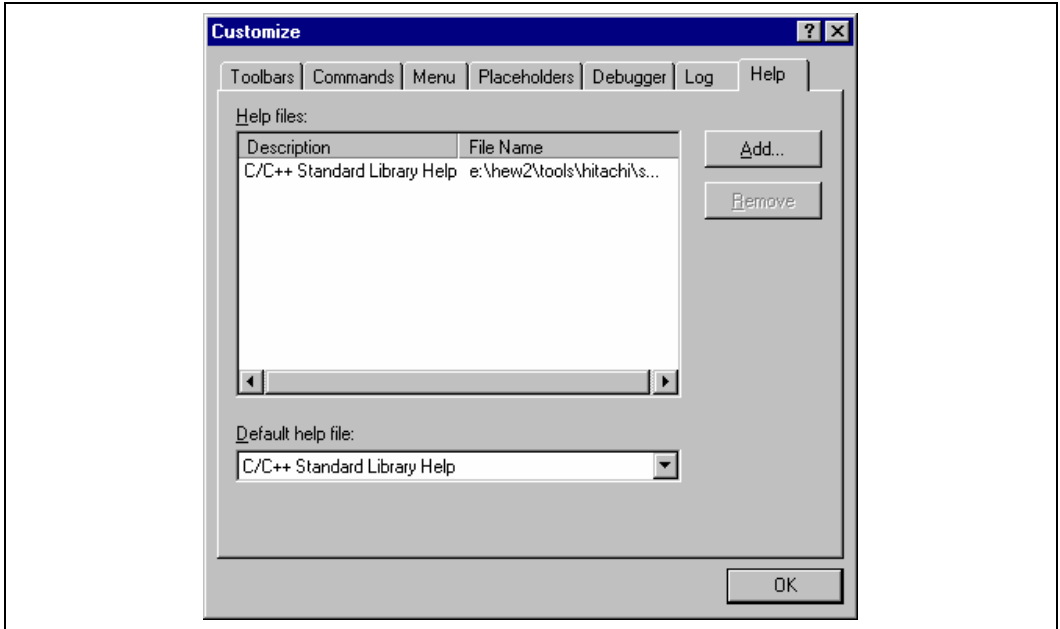 Customize
Toolbars Commands Menu Placeholders Debugger Log Help
Help files:
Description File Name
C/C++ Standard Library Help e:\hew2\tools\hitachi\s...
Add...
Remove
Default help file:
C/C++ Standard Library Help
OK